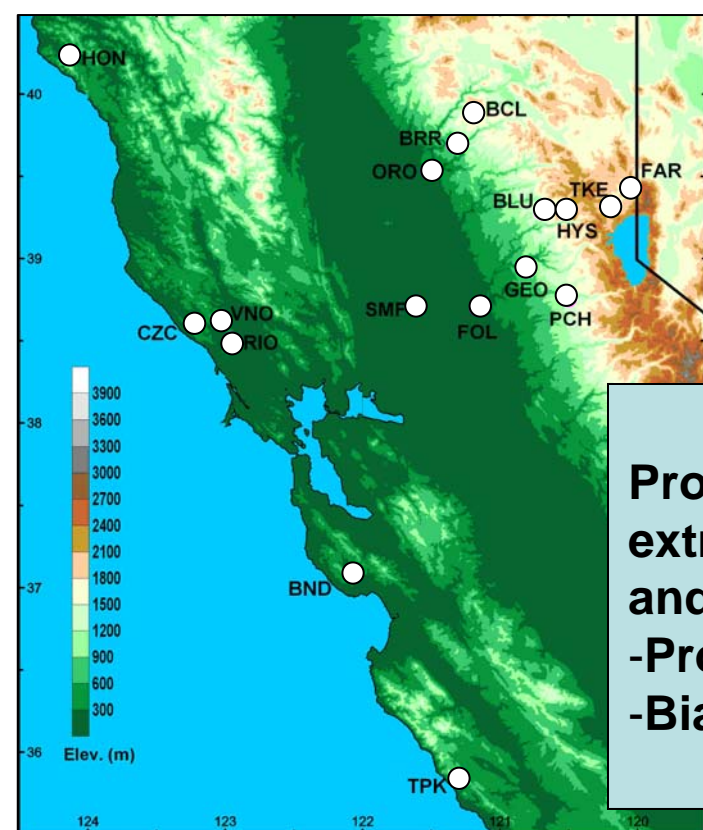 HON
40
BCL
BRR
ORO
FAR
TKE
BLU
HYS
39
GEO
PCH
SMF
FOL
VNO
CZC
RIO
3900
3600
3300
3000
2700
2400
2100
1800
1500
1200
900
600
300
Elev. (m)
38
37
BND
36
TPK
124 123 122 121 120
Pro
extr
and
-Pre
-Bia